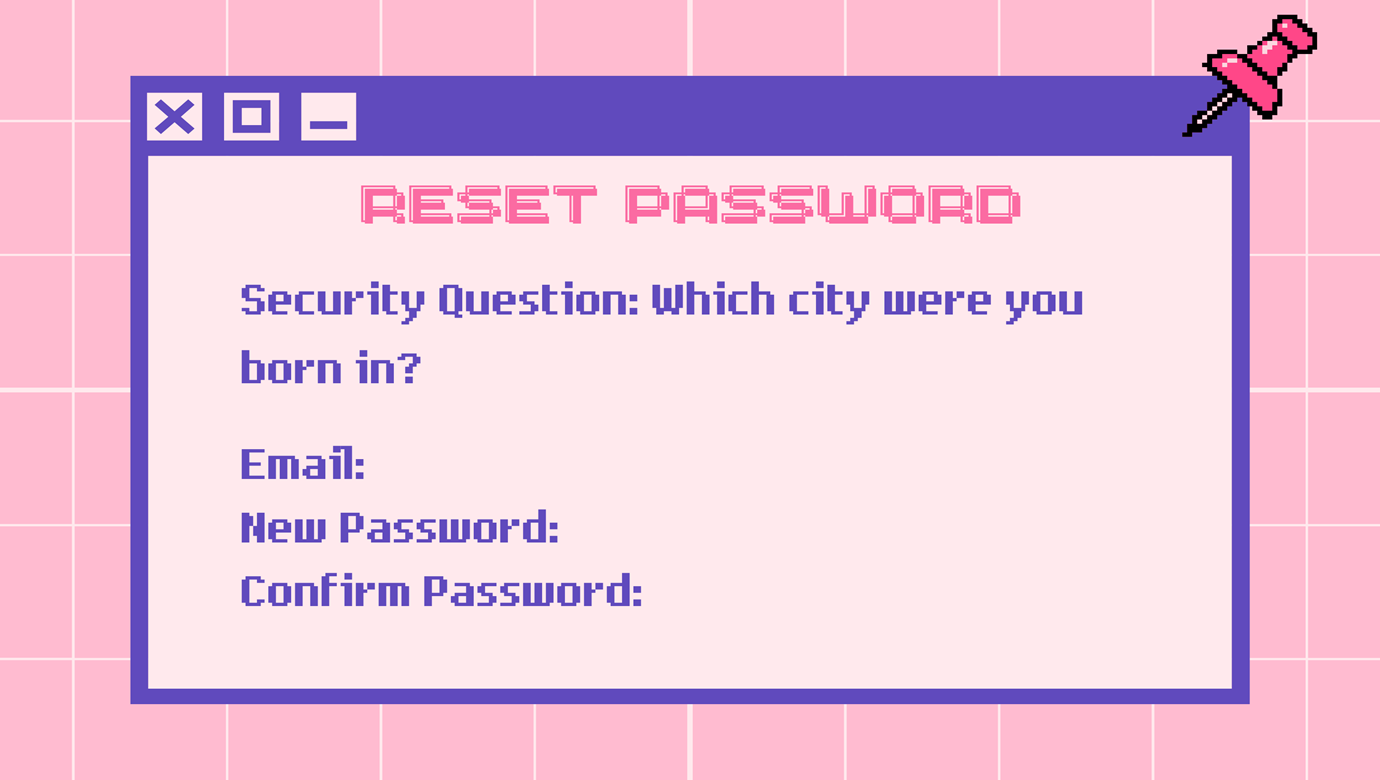 RESET PASSWORD
Security Question: Which city were you
born in?
Email:
New Password:
Confirm Password: